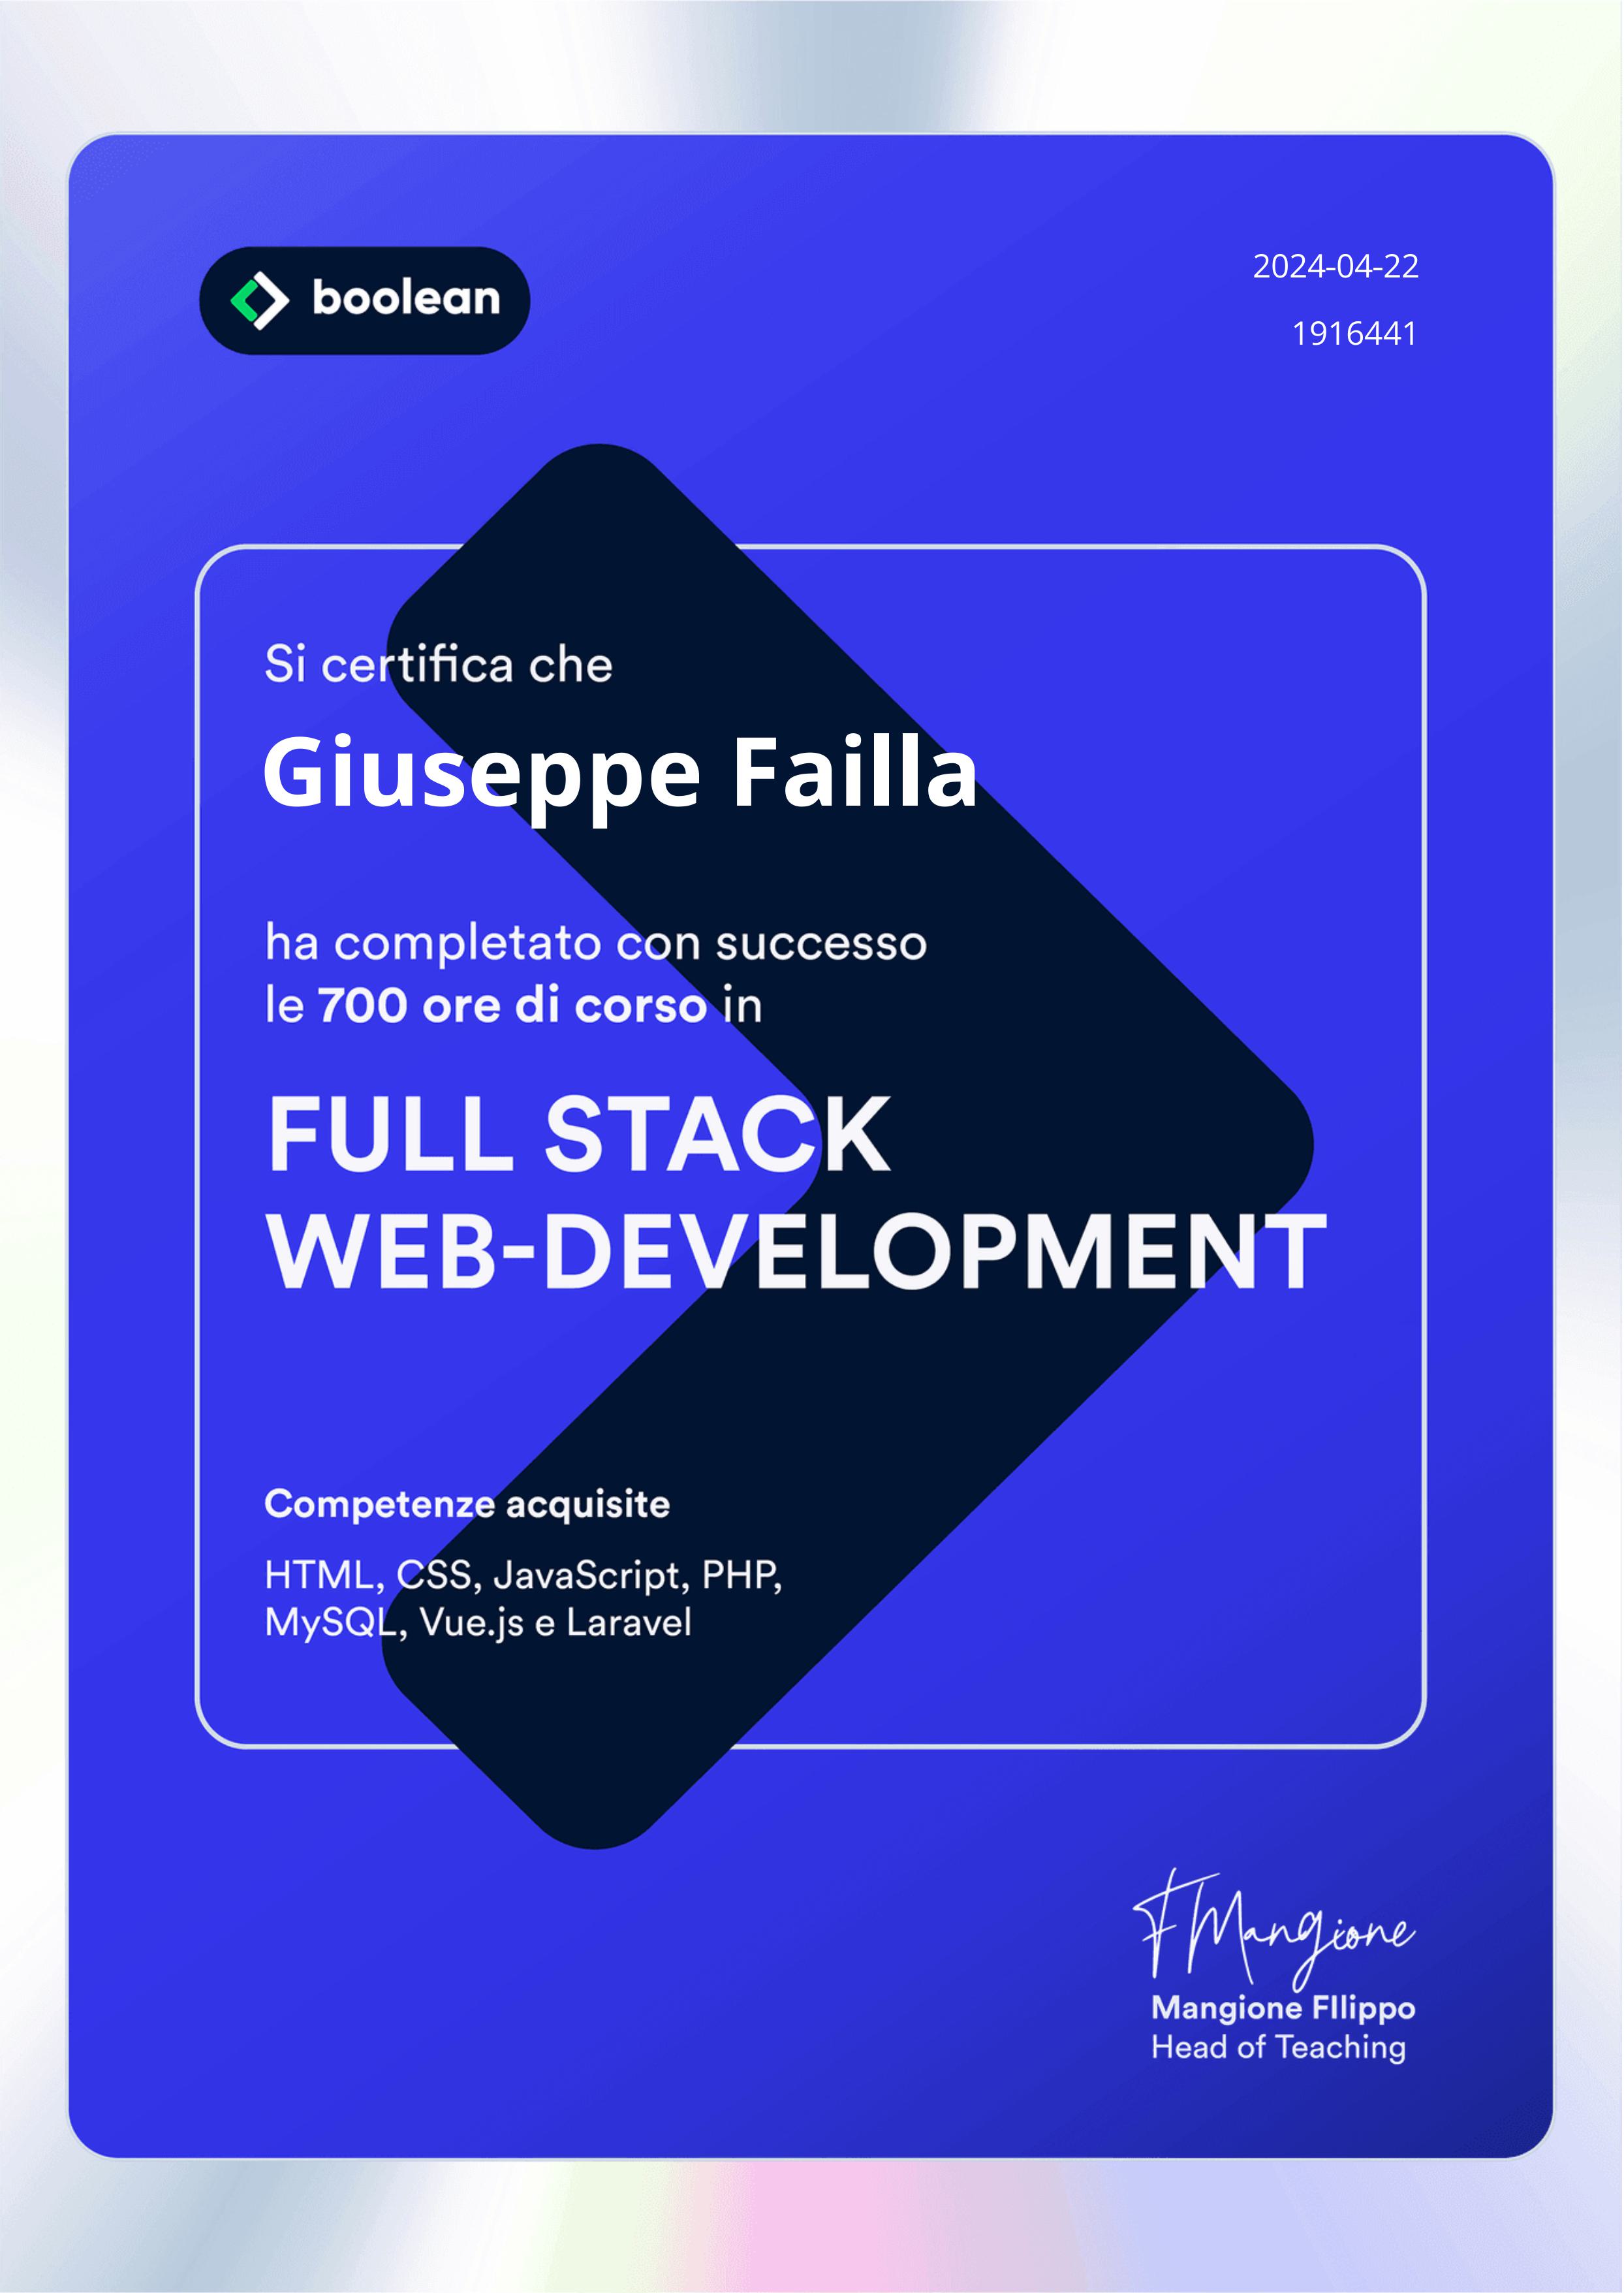 boolean
2024-04-22
1916441
Si certifica che
Giuseppe Failla
ha completato con successo
le 700 ore di corso in
FULL STACK
WEB-DEVELOPMENT
Competenze acquisite
HTML, CSS, JavaScript, PHP,
MySQL, Vue.js e Laravel
FMangione
Mangione FIlippo
Head of Teaching